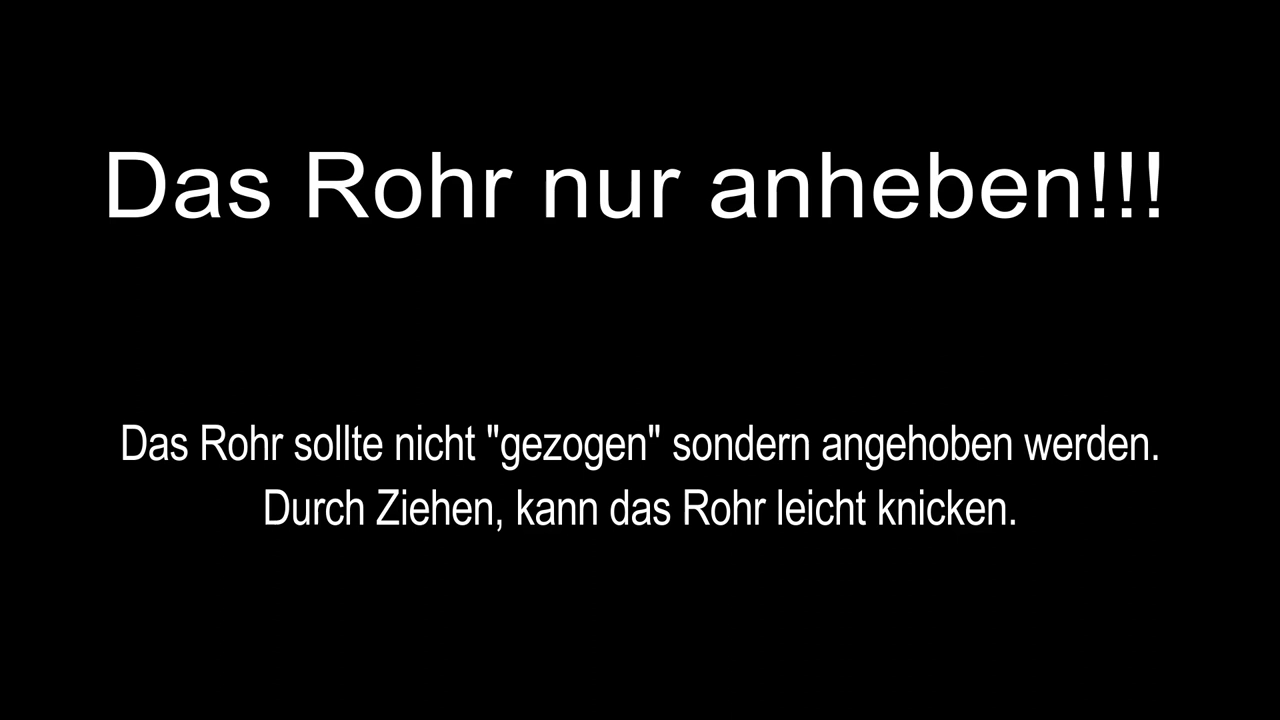 Das Rohr nur anheben!!!
Das Rohr sollte nicht "gezogen" sondern angehoben werden.
Durch Ziehen, kann das Rohr leicht knicken.